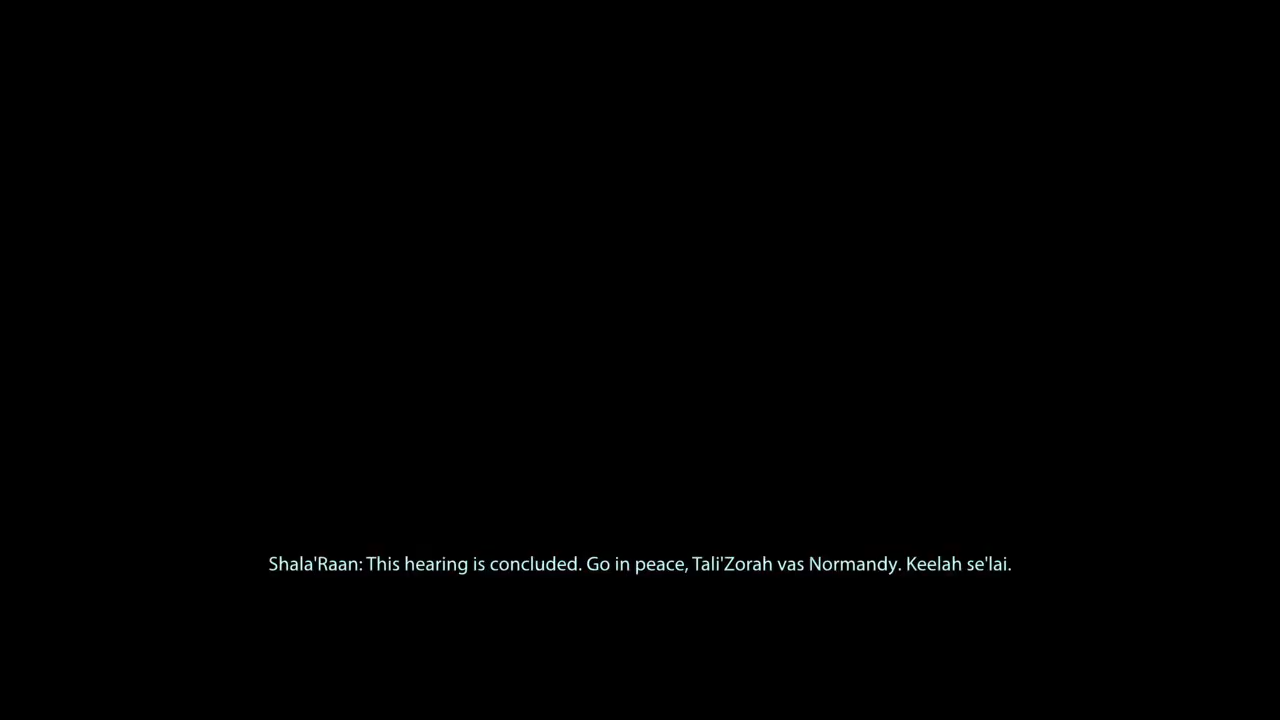 Shala'Raan: This hearing is concluded. Go in peace, Tali'Zorah vas Normandy. Keelah se'lai.